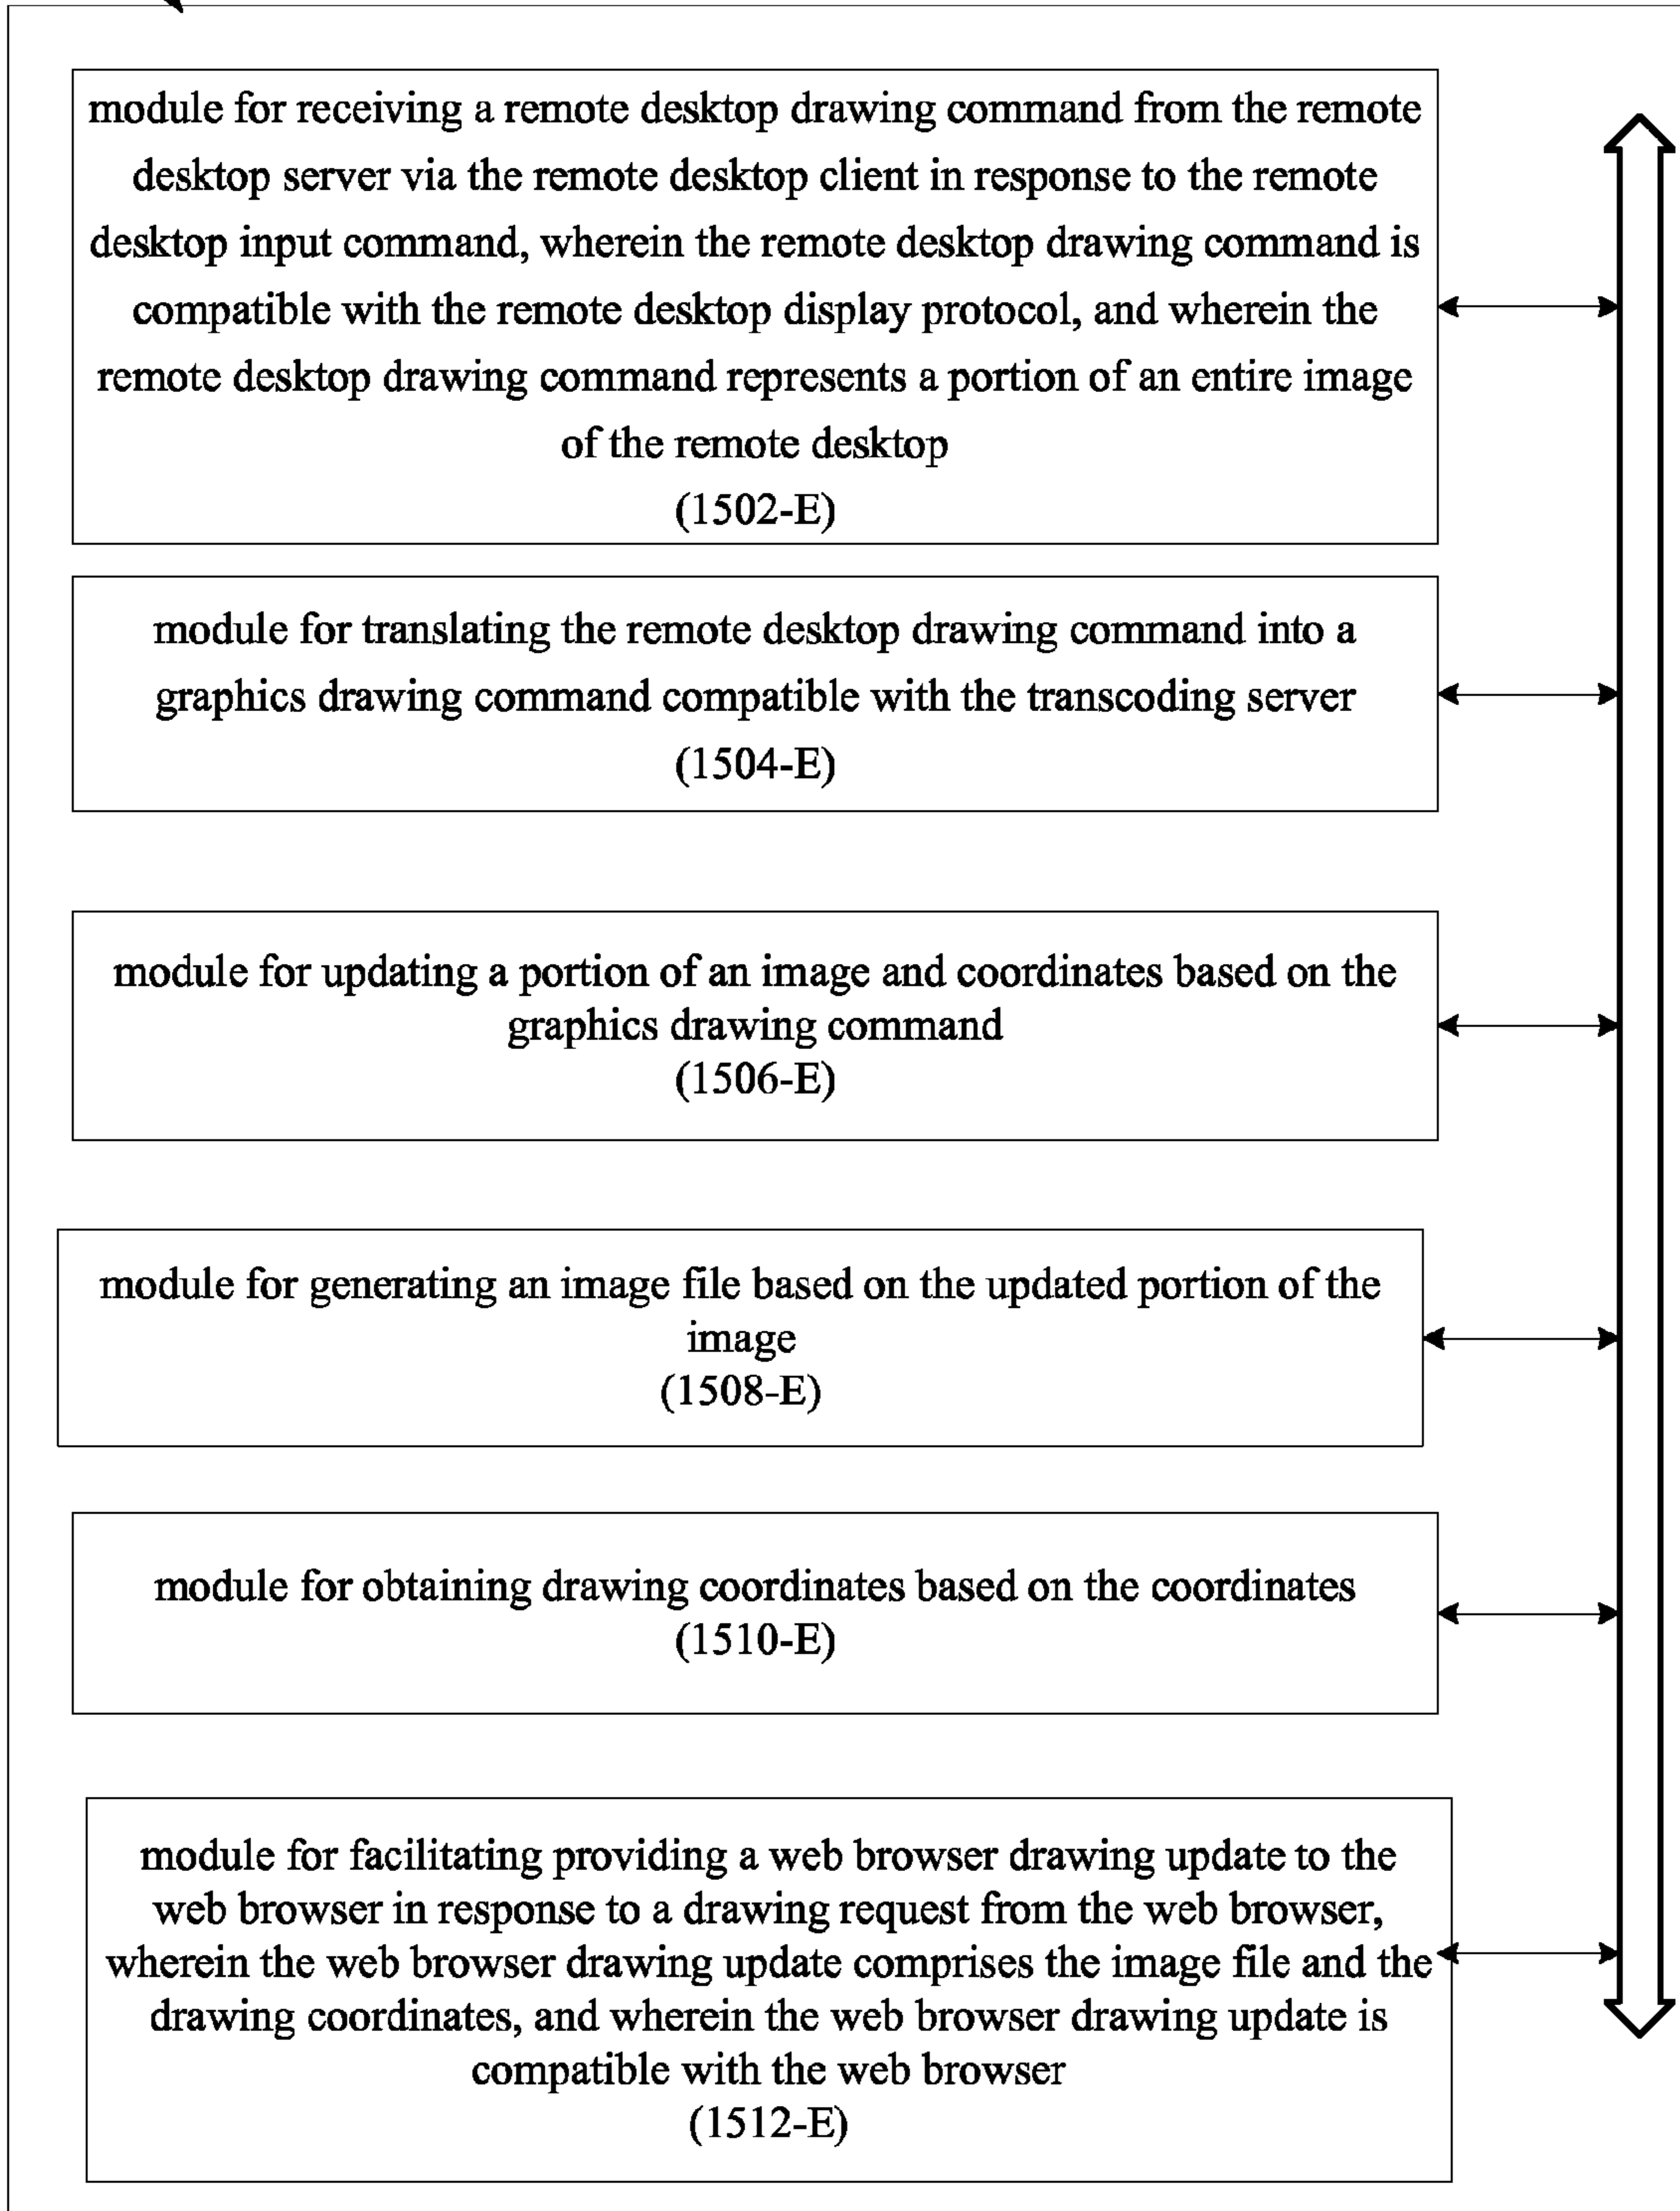 module for receiving a remote desktop drawing command from the remote
desktop server via the remote desktop client in response to the remote
desktop input command, wherein the remote desktop drawing command is
compatible with the remote desktop display protocol, and wherein the
remote desktop drawing command represents a portion of an entire image
of the remote desktop
(1502-E)
module for translating the remote desktop drawing command into a
graphics drawing command compatible with the transcoding server
(1504-E)
module for updating a portion of an image and coordinates based on the
graphics drawing command
(1506-E)
module for generating an image file based on the updated portion of the
image
(1508-E)
module for obtaining drawing coordinates based on the coordinates
(1510-E)
module for facilitating providing a web browser drawing update to the
web browser in response to a drawing request from the web browser,
wherein the web browser drawing update comprises the image file and the
drawing coordinates, and wherein the web browser drawing update is
compatible with the web browser
(1512-E)